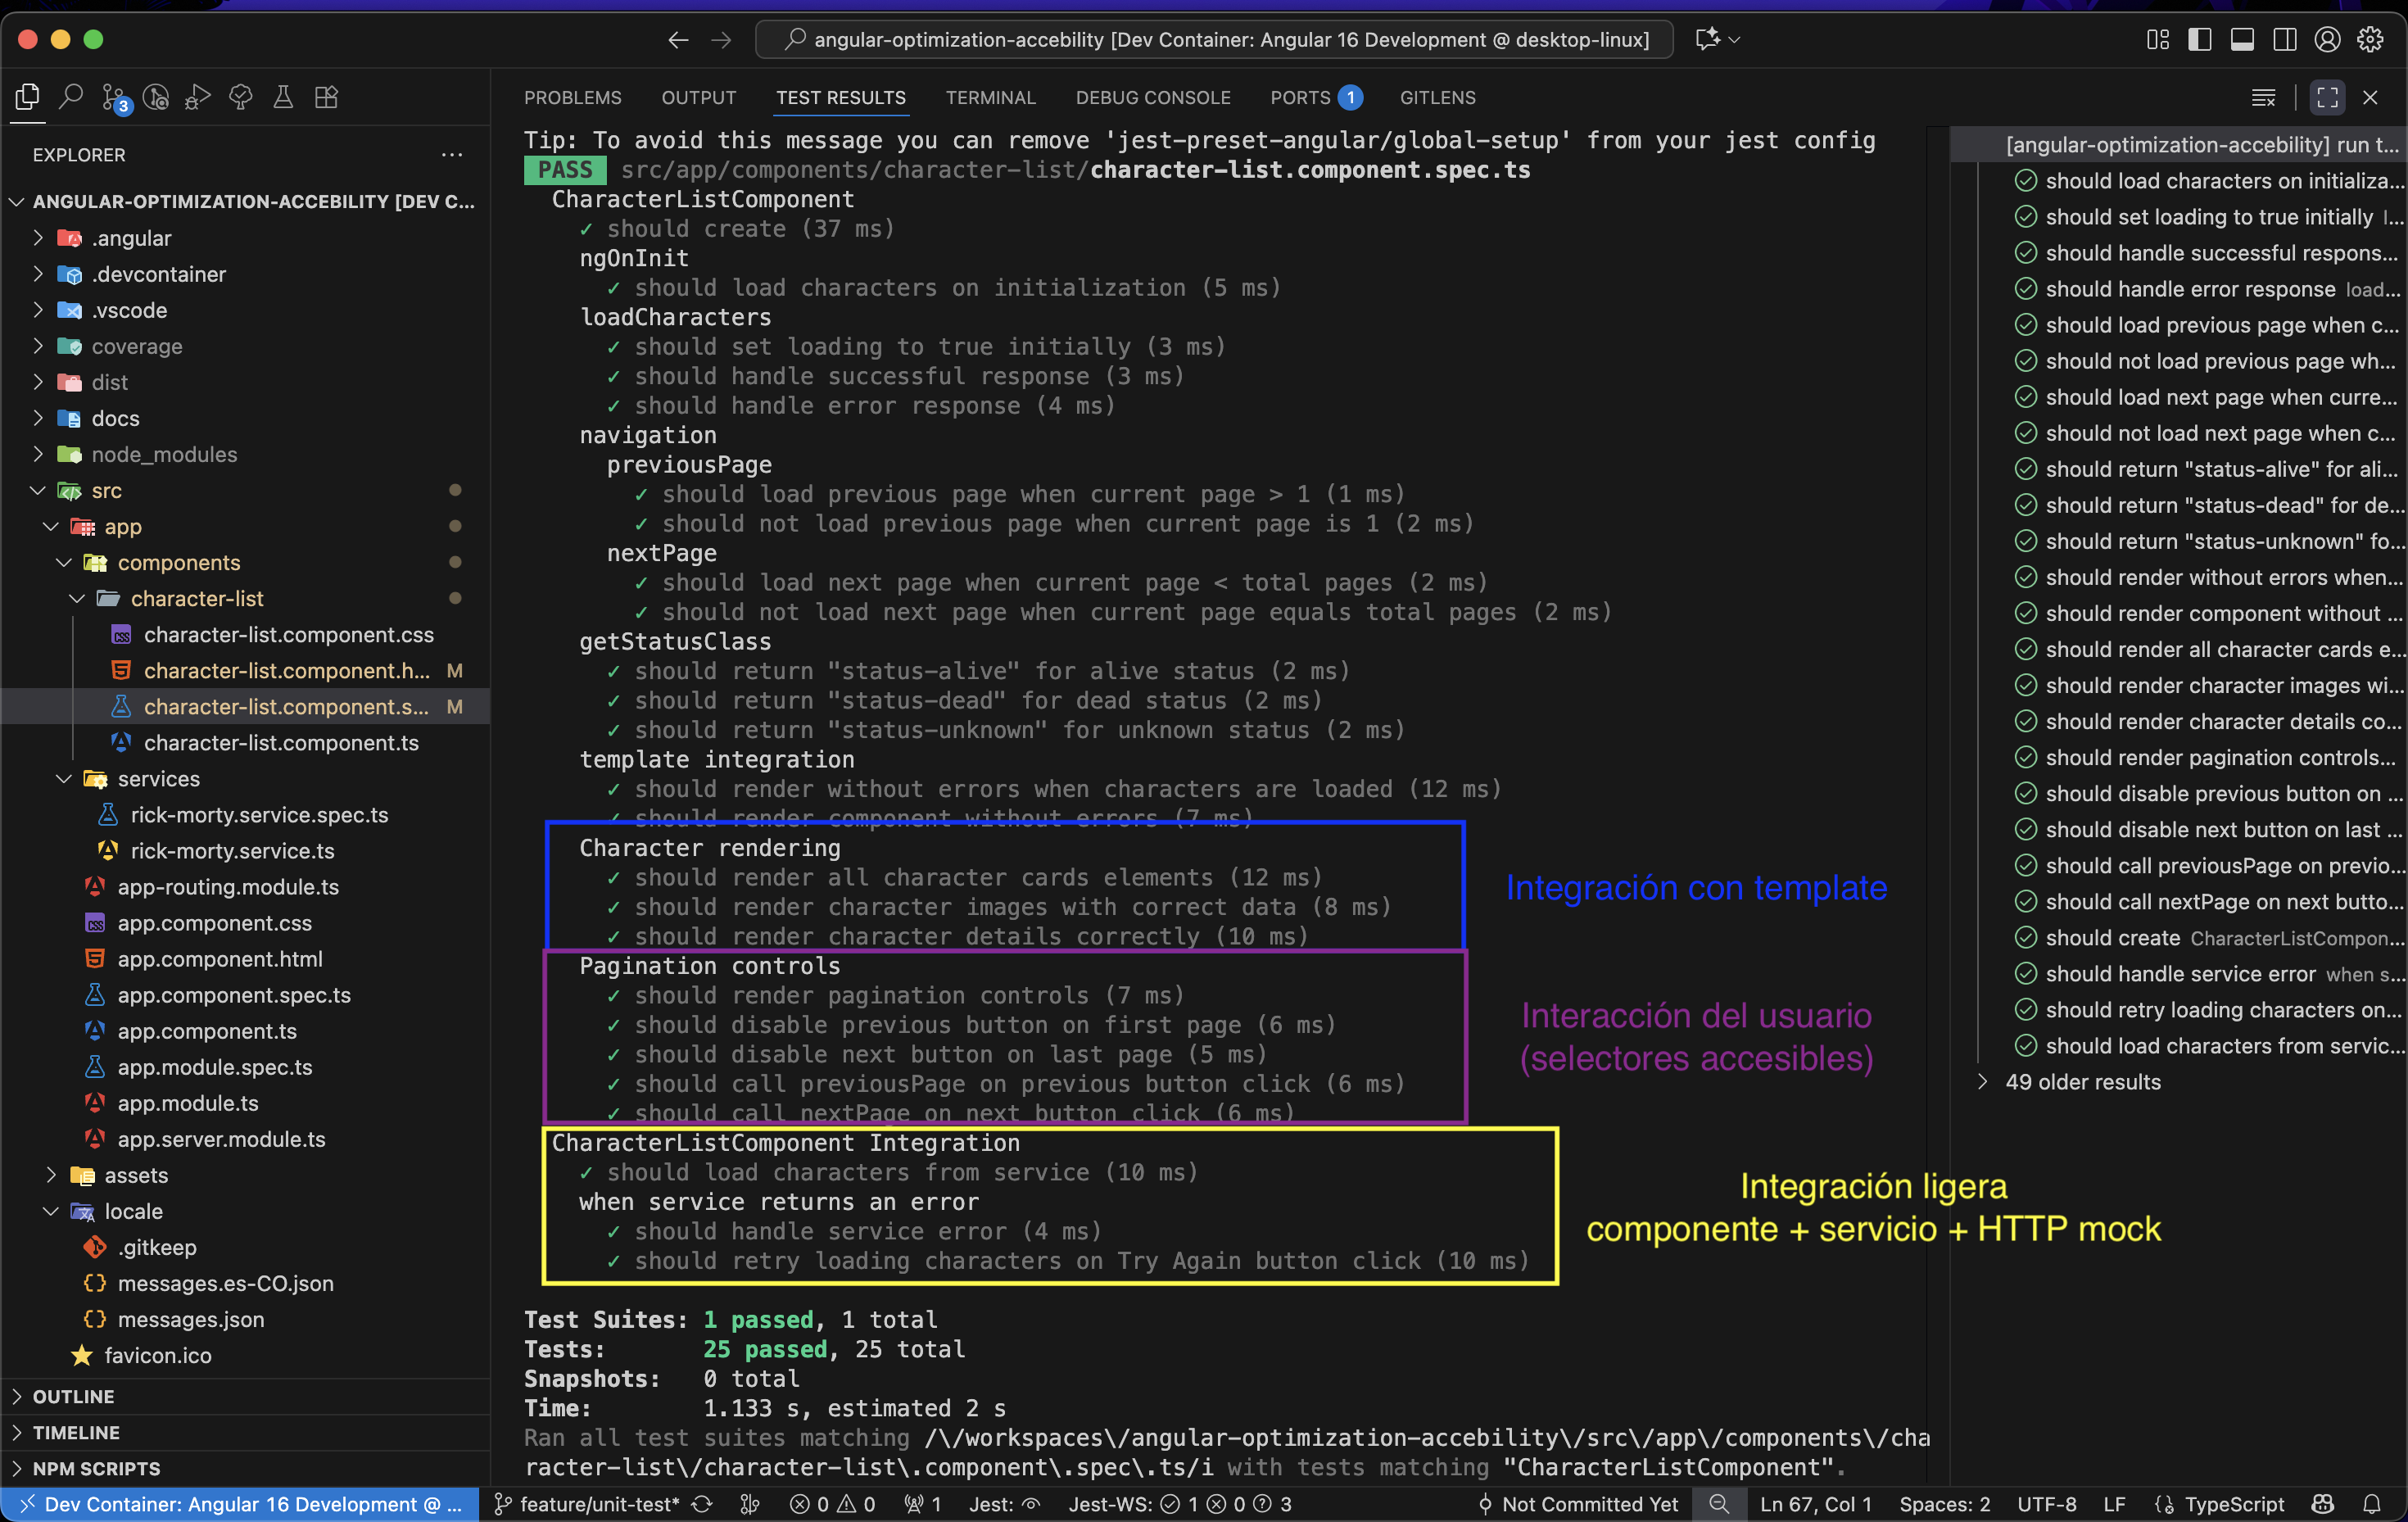 angular-optimization-accebility [Dev Container: Angular 16 Development @ desktop-linux]
3
EXPLORER
ANGULAR-OPTIMIZATION-ACCEBILITY [DEV C...
.angular
.devcontainer
.vscode
coverage
dist
docs
node_modules
src
app
components
character-list
character-list.component.css
character-list.component.h... M
character-list.component.s... M
character-list.component.ts
services
rick-morty.service.spec.ts
rick-morty.service.ts
app-routing.module.ts
app.component.css
app.component.html
app.component.spec.ts
app.component.ts
app.module.spec.ts
app.module.ts
app.server.module.ts
assets
locale
.gitkeep
messages.es-CO.json
messages.json
favicon.ico
OUTLINE
TIMELINE
NPM SCRIPTS
PROBLEMS OUTPUT TEST RESULTS TERMINAL DEBUG CONSOLE PORTS 1 GITLENS
Tip: To avoid this message you can remove 'jest-preset-angular/global-setup' from your jest config
PASS src/app/components/character-list/character-list.component.spec.ts
CharacterListComponent
✓ should create (37 ms)
ngOnInit
✓ should load characters on initialization (5 ms)
loadCharacters
✓ should set loading to true initially (3 ms)
✓ should handle successful response (3 ms)
✓ should handle error response (4 ms)
navigation
previousPage
✓ should load previous page when current page > 1 (1 ms)
✓ should not load previous page when current page is 1 (2 ms)
nextPage
✓ should load next page when current page < total pages (2 ms)
✓ should not load next page when current page equals total pages (2 ms)
getStatusClass
✓ should return "status-alive" for alive status (2 ms)
✓ should return "status-dead" for dead status (2 ms)
✓ should return "status-unknown" for unknown status (2 ms)
template integration
✓ should render without errors when characters are loaded (12 ms)
✓ should render component without errors (7 ms)
Character rendering
✓ should render all character cards elements (12 ms)
✓ should render character images with correct data (8 ms)
✓ should render character details correctly (10 ms)
Integración con template
Pagination controls
✓ should render pagination controls (7 ms)
✓ should disable previous button on first page (6 ms)
✓ should disable next button on last page (5 ms)
✓ should call previousPage on previous button click (6 ms)
✓ should call nextPage on next button click (6 ms)
Interacción del usuario
(selectores accesibles)
CharacterListComponent Integration
✓ should load characters from service (10 ms)
when service returns an error
✓ should handle service error (4 ms)
✓ should retry loading characters on Try Again button click (10 ms)
Integración ligera
componente + servicio + HTTP mock
Test Suites: 1 passed, 1 total
Tests: 25 passed, 25 total
Snapshots: 0 total
Time: 1.133 s, estimated 2 s
Ran all test suites matching /\/workspaces\/angular-optimization-accebility\/src\/app\/components\/cha
racter-list\/character-list\.component\.spec\.ts/i with tests matching "CharacterListComponent".
[angular-optimization-accebility] run t...
should load characters on initializa...
should set loading to true initially l...
should handle successful respons...
should handle error response load...
should load previous page when c...
should not load previous page wh...
should load next page when curre...
should not load next page when c...
should return "status-alive" for ali...
should return "status-dead" for de...
should return "status-unknown" fo...
should render without errors when...
should render component without ...
should render all character cards e...
should render character images wi...
should render character details co...
should render pagination controls...
should disable previous button on ...
should disable next button on last ...
should call previousPage on previo...
should call nextPage on next butto...
should create CharacterListCompon...
should handle service error when s...
should retry loading characters on...
should load characters from servic...
49 older results
Dev Container: Angular 16 Development @ ... feature/unit-test* 0 0 1 Jest: Jest-WS: 1 0 3 Not Committed Yet Ln 67, Col 1 Spaces: 2 UTF-8 LF TypeScript